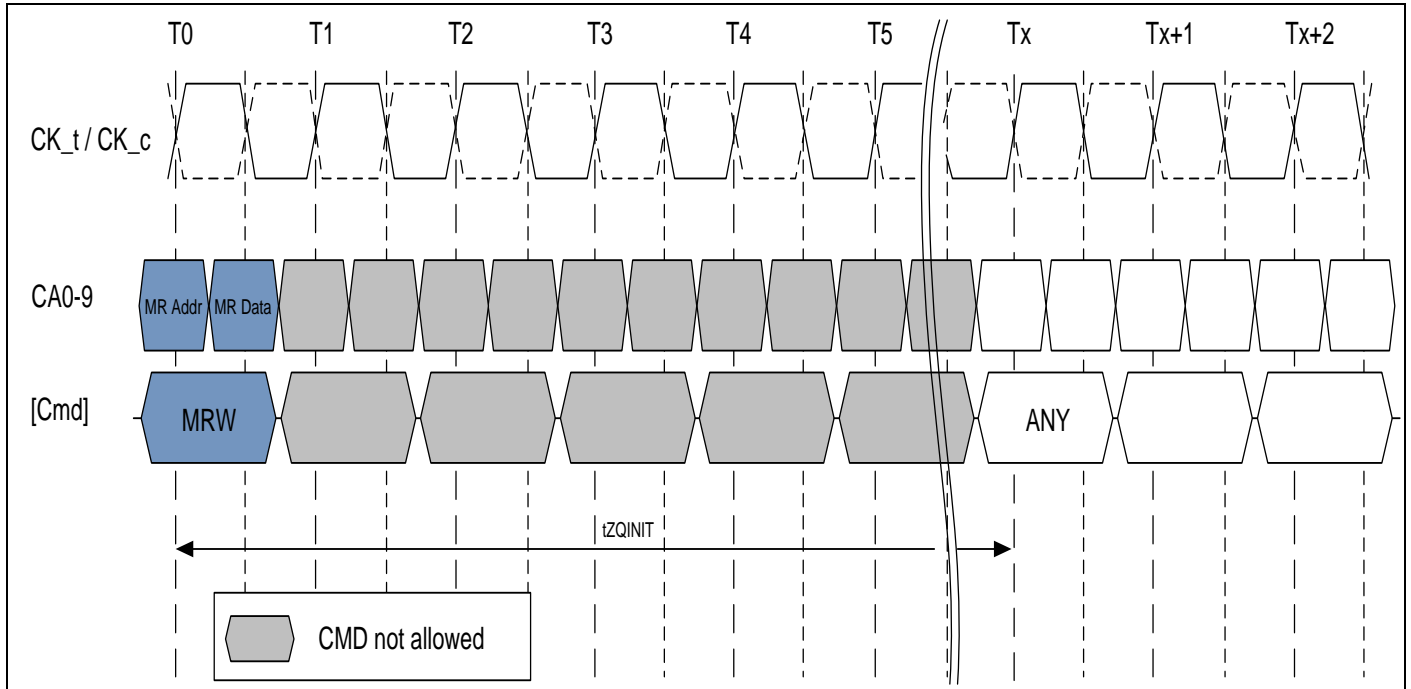 T0 T1 T2 T3 T4 T5 Tx Tx+1 Tx+2
CK_t / CK_c
CA0-9 MR Addr MR Data
[Cmd] MRW ANY
tZQINIT
CMD not allowed